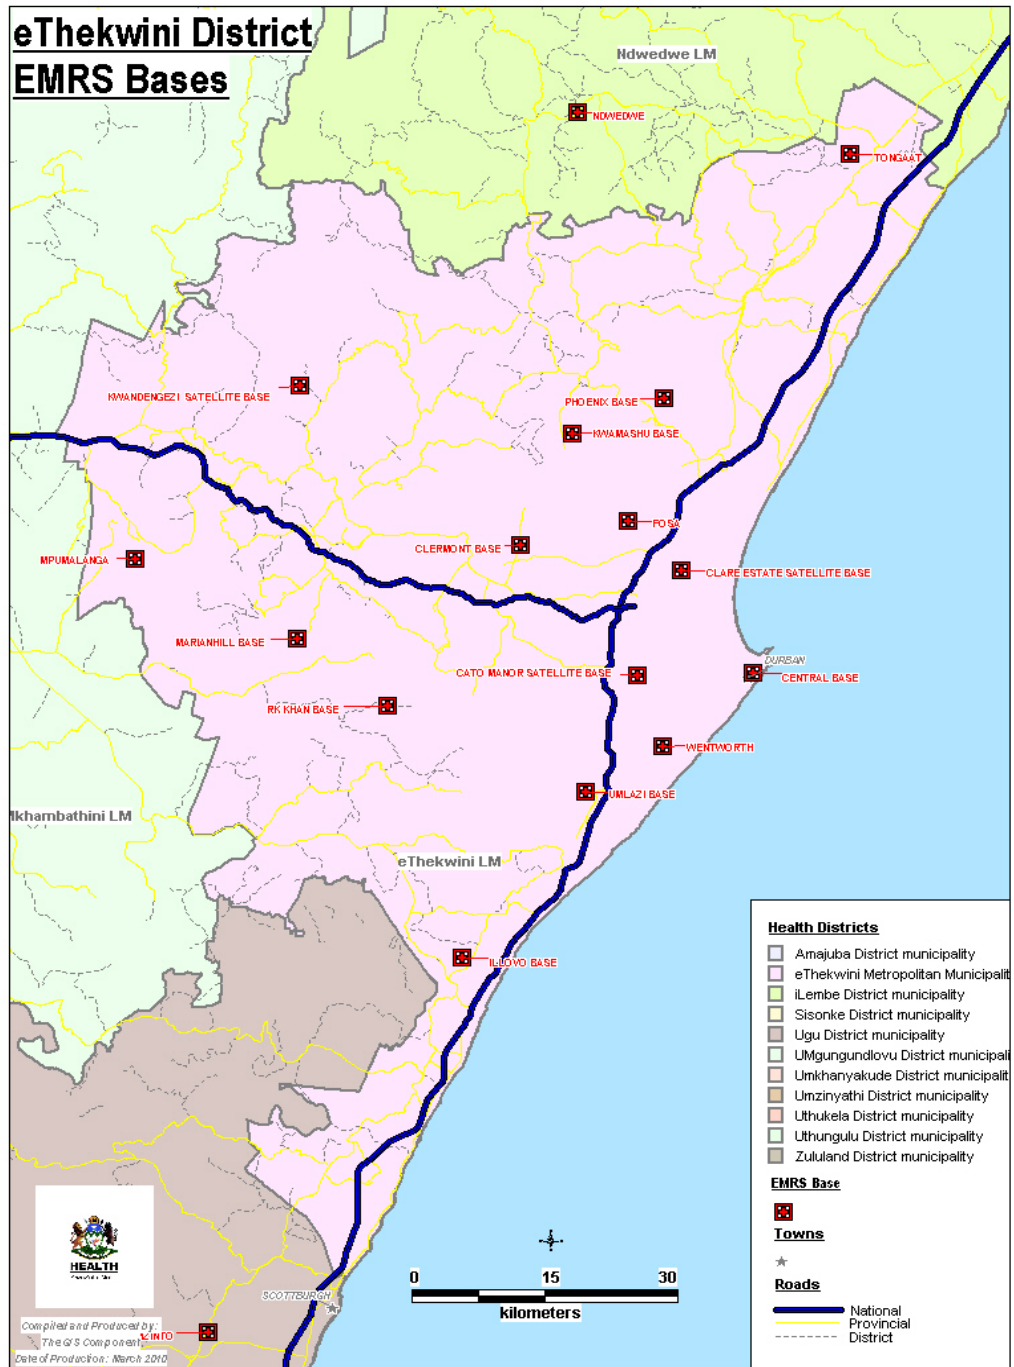 eThekwini District
EMRS Bases
Ndwedwe LM
NDWEDWE
TONGAAT
KWANDENGEZI SATELLITE BASE
PHOENIX BASE
KWAMASHU BASE
FOSA
CLERMONT BASE
MPUMALANGA
CLARE ESTATE SATELLITE BASE
MARIANHILL BASE
DURBAN
CATO MANOR SATELLITE BASE
CENTRAL BASE
RK KHAN BASE
WENTWORTH
UMLAZI BASE
Mkhambathini LM
eThekwini LM
ILLOVO BASE
Health Districts
Amajuba District municipality
eThekwini Metropolitan Municipalit
iLembe District municipality
Sisonke District municipality
Ugu District municipality
UMgungundlovu District municipali
Umkhanyakude District municipalit
Umzinyathi District municipality
Uthukela District municipality
Uthungulu District municipality
Zululand District municipality
EMRS Base
Towns
Roads
National
Provincial
District
HEALTH
0 15 30
kilometers
SCOTTBURGH
Compiled and Produced by:
ZINTO
The GIS Component
Date of Production: March 2010